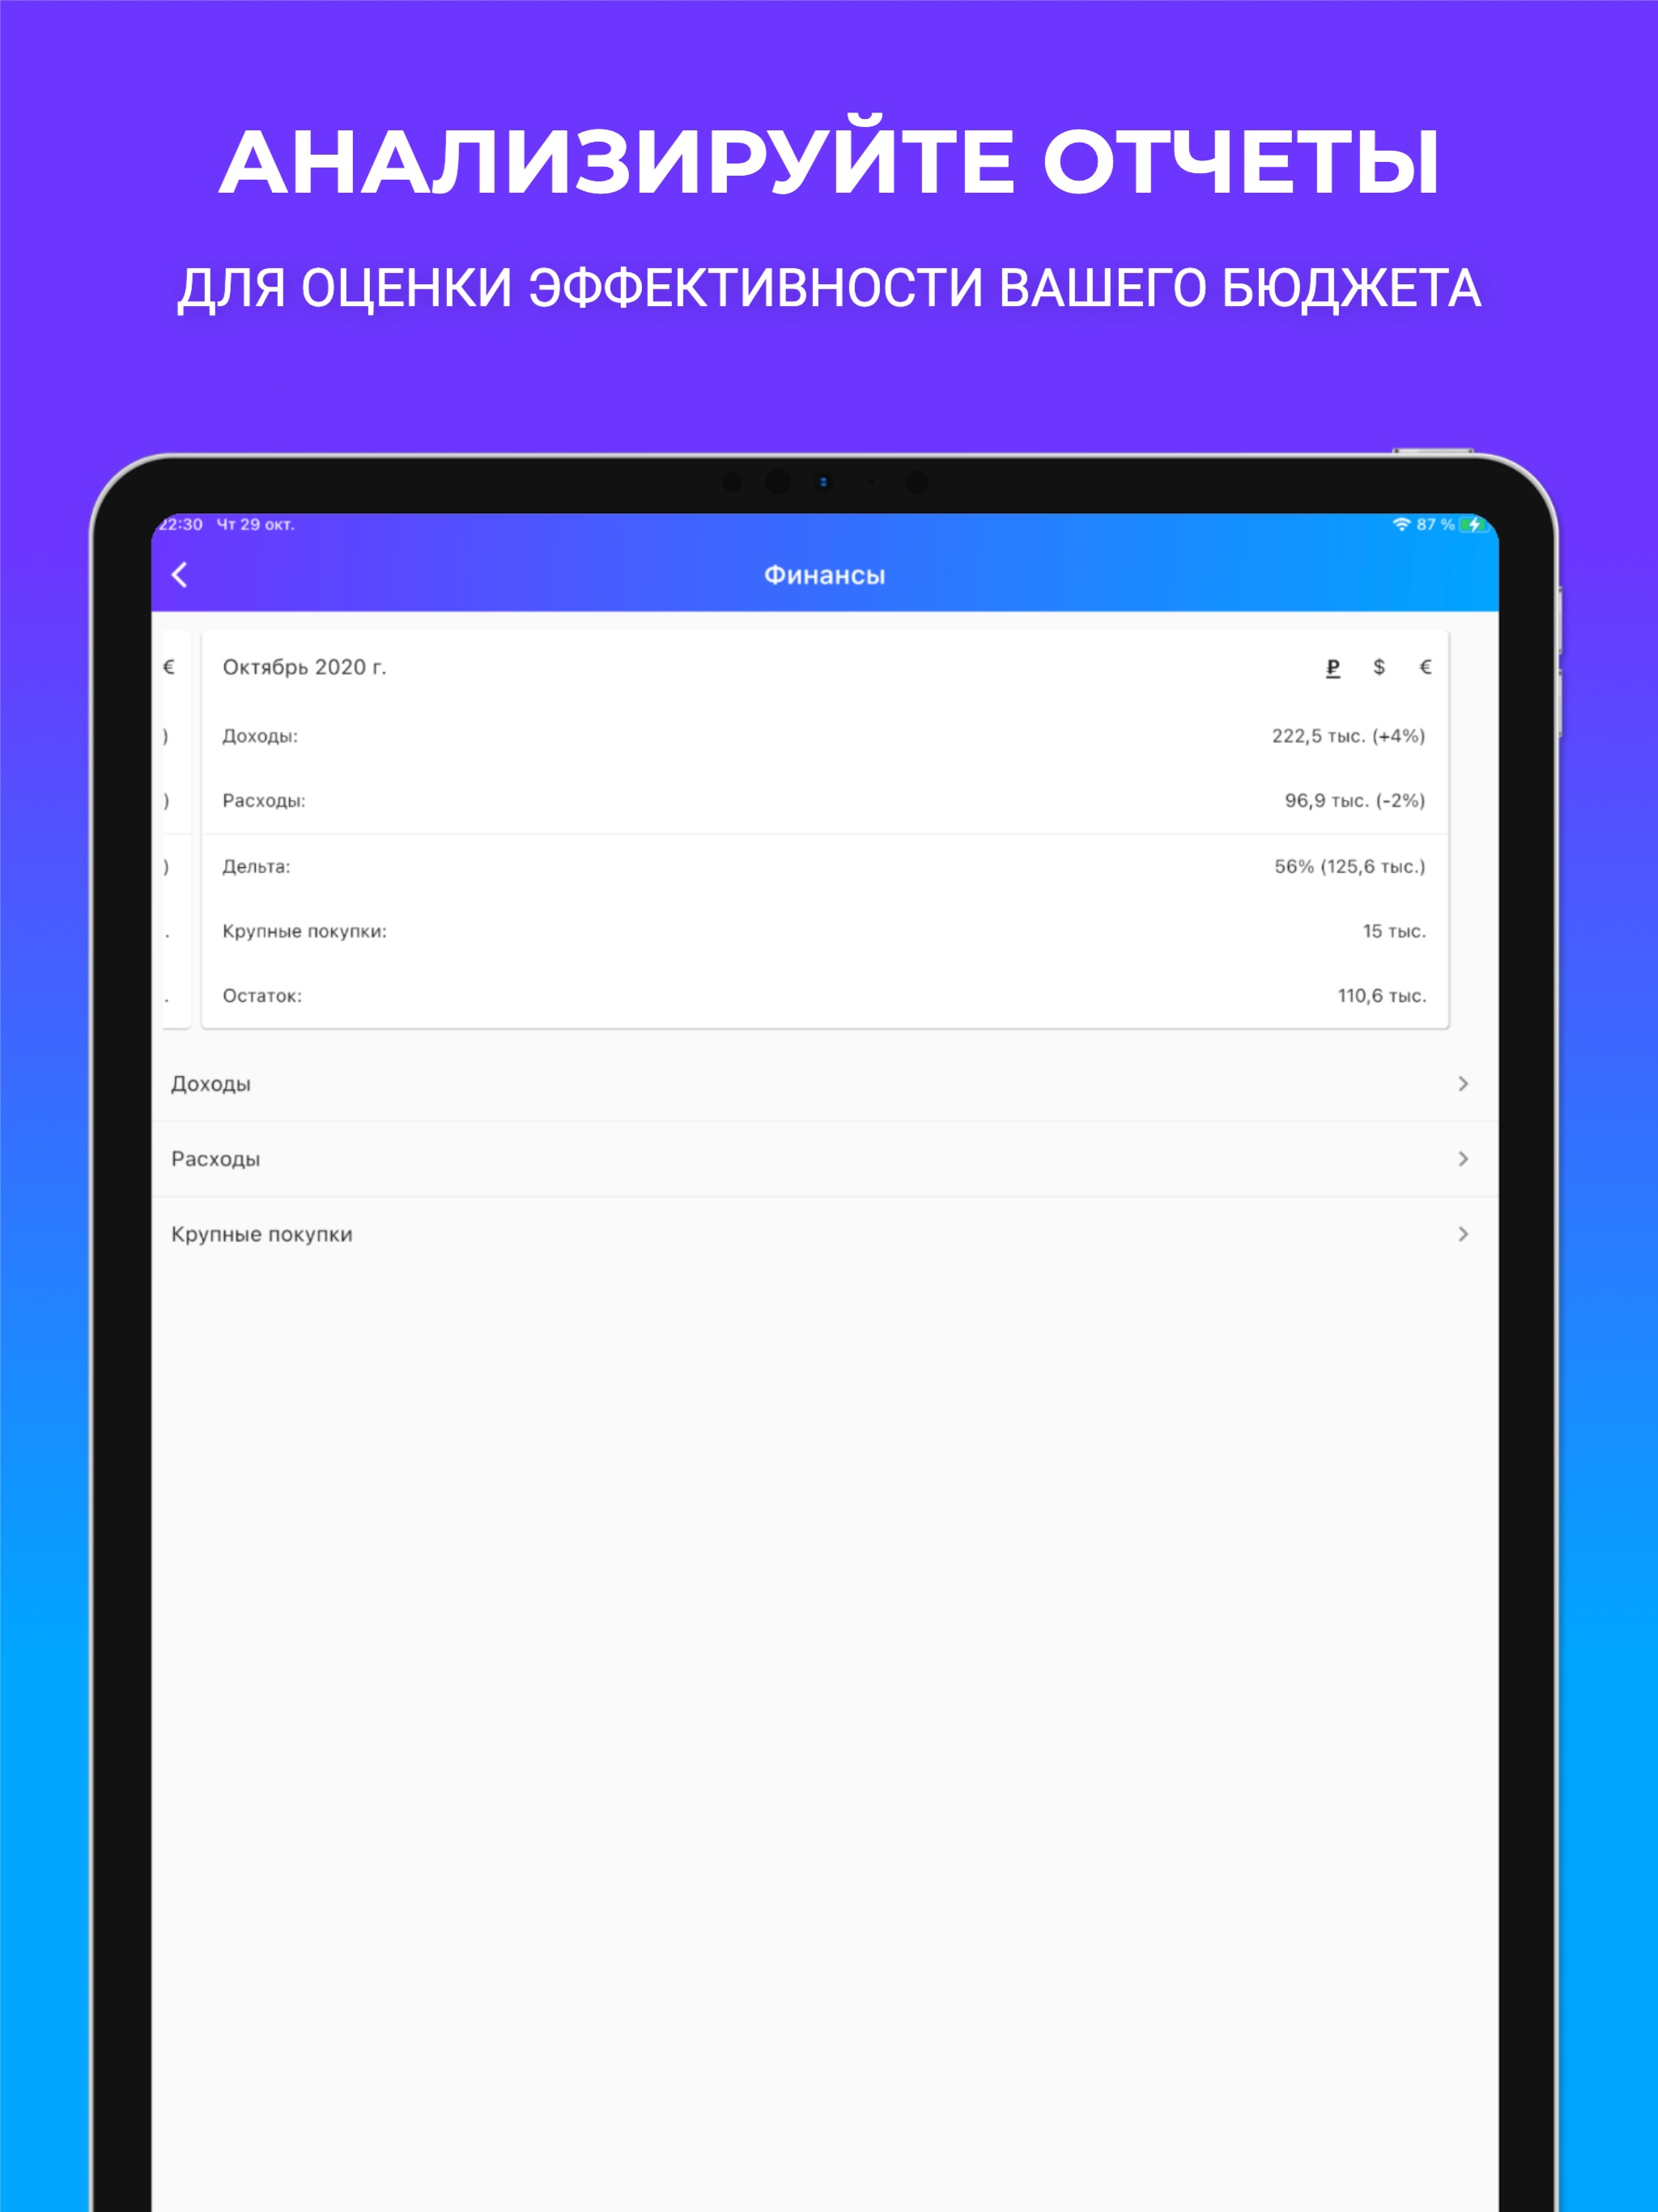 АНАЛИЗИРУЙТЕ ОТЧЕТЫ
ДЛЯ ОЦЕНКИ ЭФФЕКТИВНОСТИ ВАШЕГО БЮДЖЕТА
22:30 Чт 29 окт. 87 %
Финансы
€ Октябрь 2020 г. ₽ $ €
) Доходы: 222,5 тыс. (+4%)
) Расходы: 96,9 тыс. (-2%)
) Дельта: 56% (125,6 тыс.)
. Крупные покупки: 15 тыс.
. Остаток: 110,6 тыс.
Доходы
Расходы
Крупные покупки